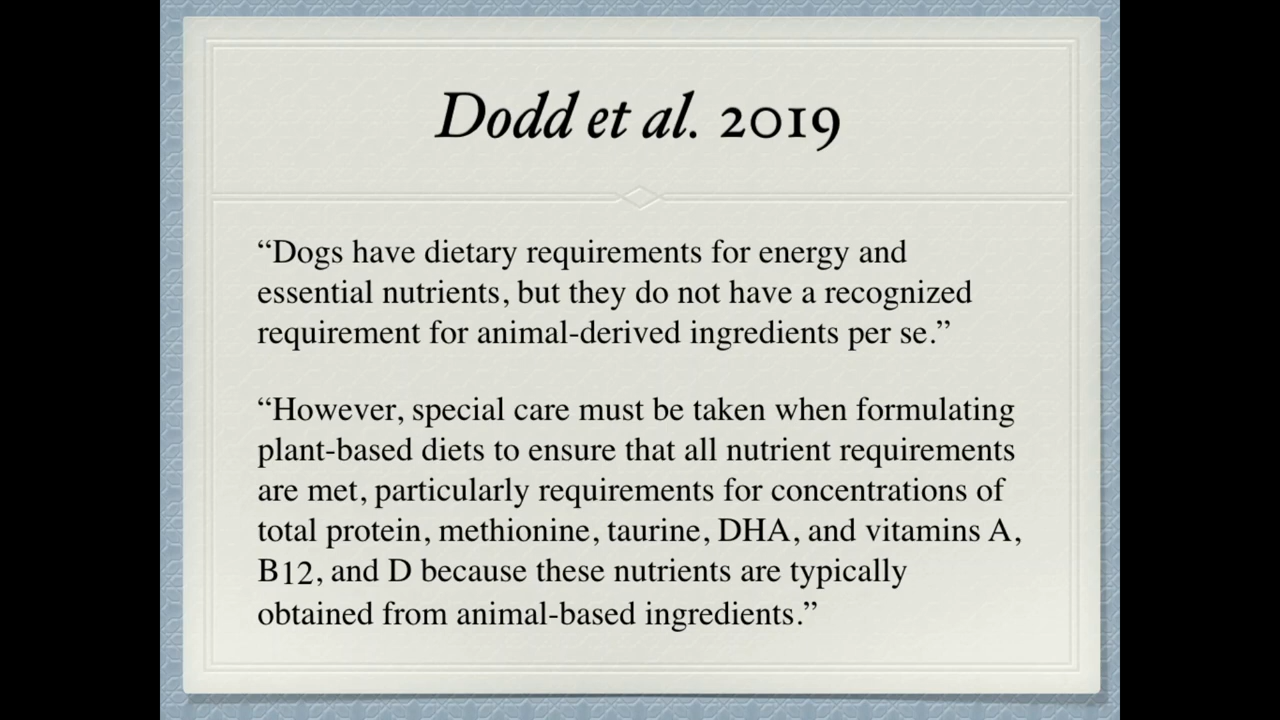 Dodd et al. 2019
“Dogs have dietary requirements for energy and
essential nutrients, but they do not have a recognized
requirement for animal-derived ingredients per se.”
“However, special care must be taken when formulating
plant-based diets to ensure that all nutrient requirements
are met, particularly requirements for concentrations of
total protein, methionine, taurine, DHA, and vitamins A,
B12, and D because these nutrients are typically
obtained from animal-based ingredients.”